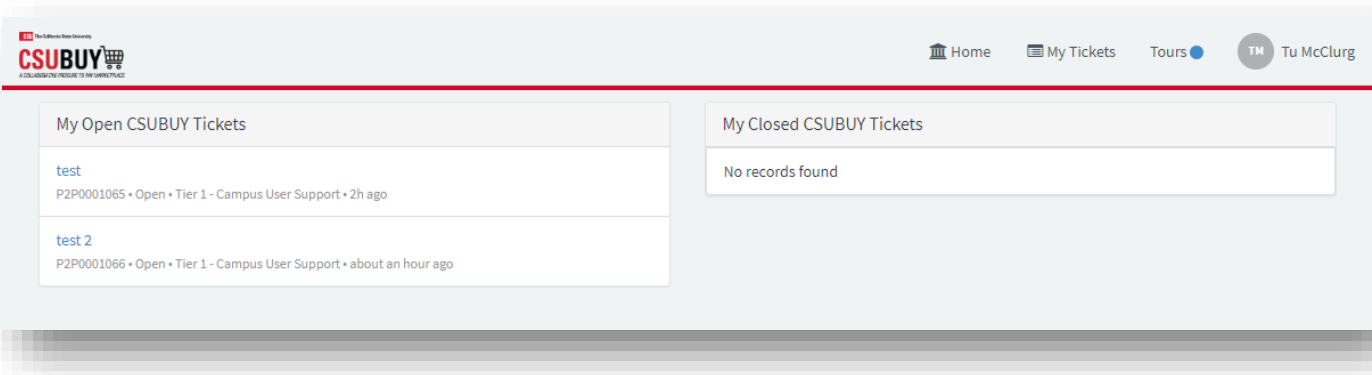 CSU The California State University
CSUBUY
A COLLABORATIVE PROCURE TO PAY MARKETPLACE
Home My Tickets Tours TM Tu McClurg
My Open CSUBUY Tickets
test
P2P0001065 • Open • Tier 1 - Campus User Support • 2h ago
test 2
P2P0001066 • Open • Tier 1 - Campus User Support • about an hour ago
My Closed CSUBUY Tickets
No records found